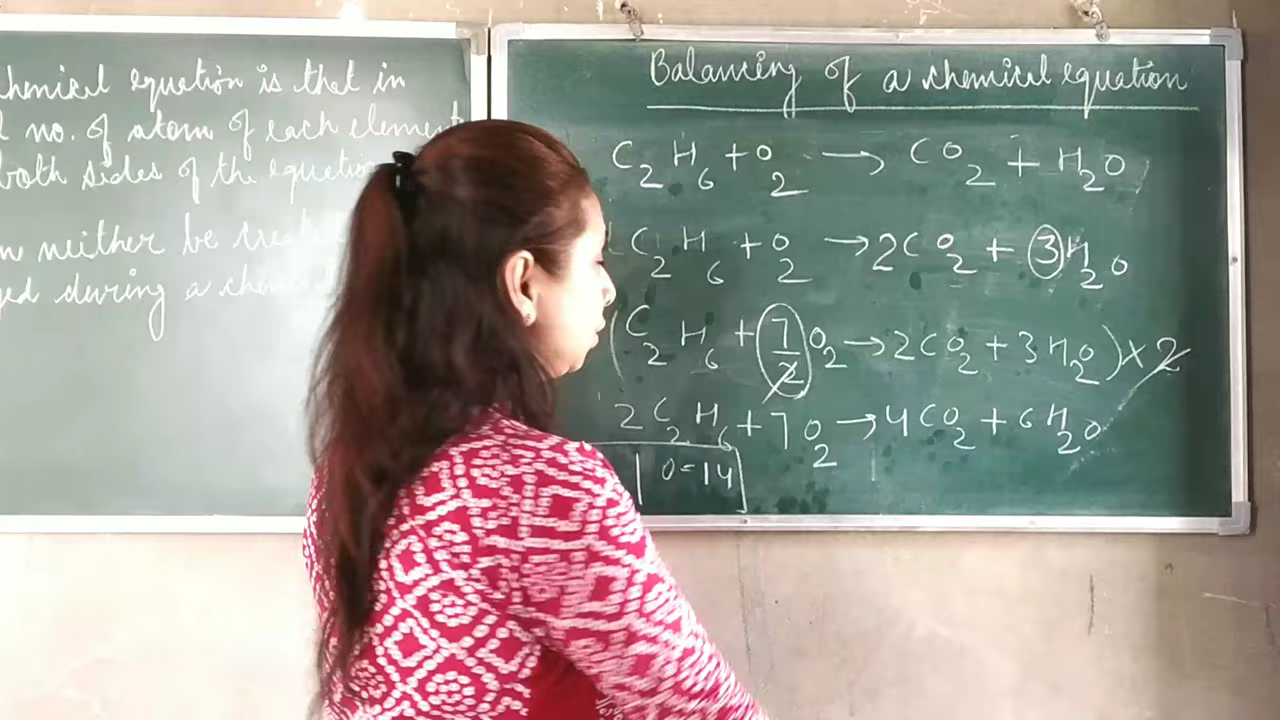 chemical equation is that in
no. of atom of each element
both sides of the equation
neither be
during a
Balancing of a chemical equation
C₂H₆ + O₂ → CO₂ + H₂O
C₂H₆ + O₂ → 2CO₂ + 3H₂O
(C₂H₆ + 7/2 O₂ → 2CO₂ + 3H₂O) × 2
2C₂H₆ + 7O₂ → 4CO₂ + 6H₂O
O=14